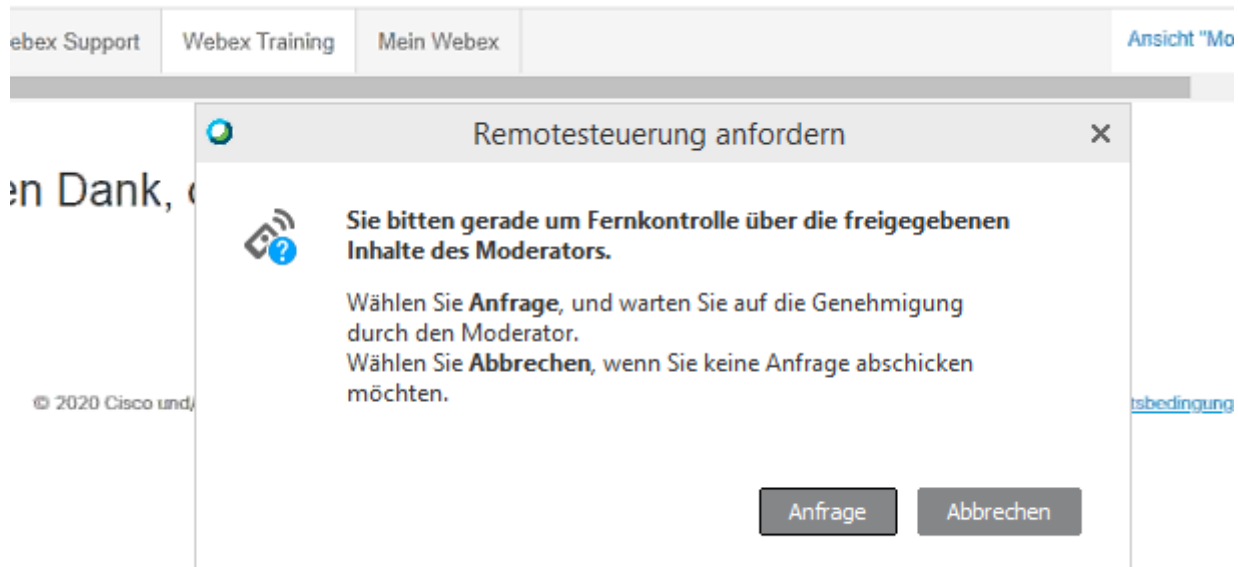 ebex Support Webex Training Mein Webex Ansicht "Mo
Remotesteuerung anfordern
en Dank,
Sie bitten gerade um Fernkontrolle über die freigegebenen
Inhalte des Moderators.
Wählen Sie Anfrage, und warten Sie auf die Genehmigung
durch den Moderator.
Wählen Sie Abbrechen, wenn Sie keine Anfrage abschicken
möchten.
© 2020 Cisco und/ tsbedingung
Anfrage Abbrechen